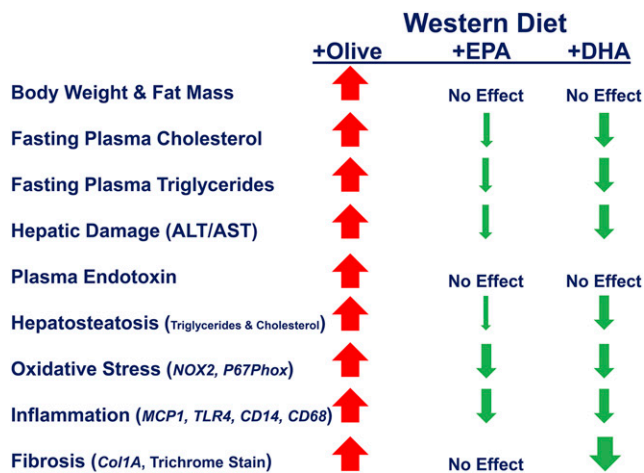 Western Diet
+Olive +EPA +DHA
Body Weight & Fat Mass No Effect No Effect
Fasting Plasma Cholesterol
Fasting Plasma Triglycerides
Hepatic Damage (ALT/AST)
Plasma Endotoxin No Effect No Effect
Hepatosteatosis (Triglycerides & Cholesterol)
Oxidative Stress (NOX2, P67Phox)
Inflammation (MCP1, TLR4, CD14, CD68)
Fibrosis (Col1A, Trichrome Stain) No Effect